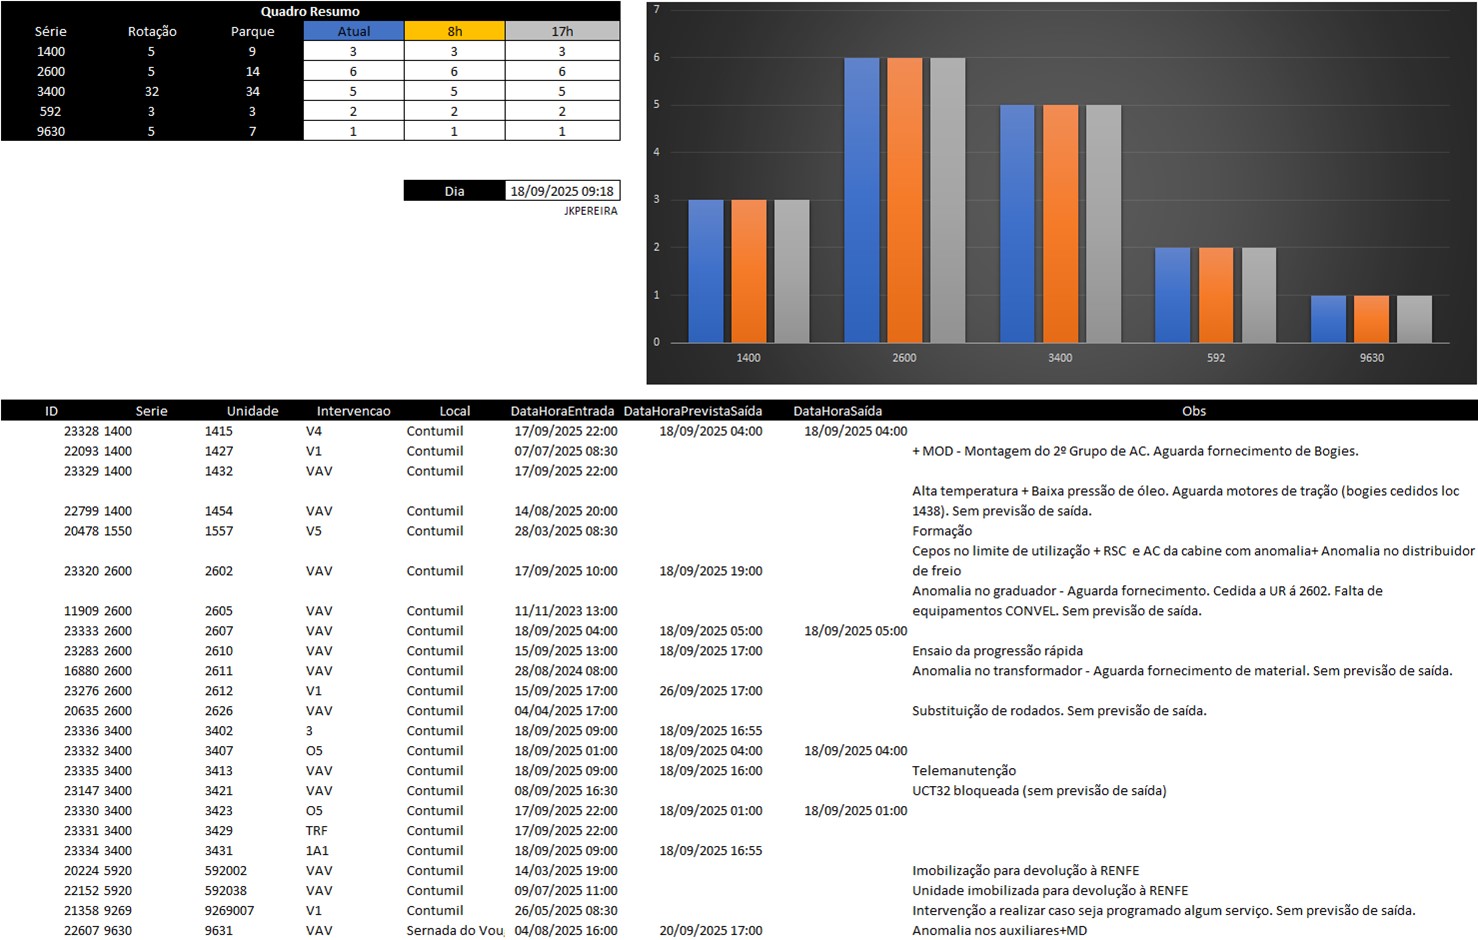 Quadro Resumo
Série Rotação Parque Atual 8h 17h
1400 5 9 3 3 3
2600 5 14 6 6 6
3400 32 34 5 5 5
592 3 3 2 2 2
9630 5 7 1 1 1
Dia 18/09/2025 09:18
JKPEREIRA
7
6
5
4
3
2
1
0
1400 2600 3400 592 9630
ID Serie Unidade Intervencao Local DataHoraEntrada DataHoraPrevistaSaída DataHoraSaída Obs
23328 1400 1415 V4 Contumil 17/09/2025 22:00 18/09/2025 04:00 18/09/2025 04:00
22093 1400 1427 V1 Contumil 07/07/2025 08:30 + MOD - Montagem do 2º Grupo de AC. Aguarda fornecimento de Bogies.
23329 1400 1432 VAV Contumil 17/09/2025 22:00
Alta temperatura + Baixa pressão de óleo. Aguarda motores de tração (bogies cedidos loc
22799 1400 1454 VAV Contumil 14/08/2025 20:00 1438). Sem previsão de saída.
20478 1550 1557 V5 Contumil 28/03/2025 08:30 Formação
Cepos no limite de utilização + RSC e AC da cabine com anomalia+ Anomalia no distribuidor
23320 2600 2602 VAV Contumil 17/09/2025 10:00 18/09/2025 19:00 de freio
Anomalia no graduador - Aguarda fornecimento. Cedida a UR á 2602. Falta de
11909 2600 2605 VAV Contumil 11/11/2023 13:00 equipamentos CONVEL. Sem previsão de saída.
23333 2600 2607 VAV Contumil 18/09/2025 04:00 18/09/2025 05:00 18/09/2025 05:00
23283 2600 2610 VAV Contumil 15/09/2025 13:00 18/09/2025 17:00 Ensaio da progressão rápida
16880 2600 2611 VAV Contumil 28/08/2024 08:00 Anomalia no transformador - Aguarda fornecimento de material. Sem previsão de saída.
23276 2600 2612 V1 Contumil 15/09/2025 17:00 26/09/2025 17:00
20635 2600 2626 VAV Contumil 04/04/2025 17:00 Substituição de rodados. Sem previsão de saída.
23336 3400 3402 3 Contumil 18/09/2025 09:00 18/09/2025 16:55
23332 3400 3407 O5 Contumil 18/09/2025 01:00 18/09/2025 04:00 18/09/2025 04:00
23335 3400 3413 VAV Contumil 18/09/2025 09:00 18/09/2025 16:00 Telemanutenção
23147 3400 3421 VAV Contumil 08/09/2025 16:30 UCT32 bloqueada (sem previsão de saída)
23330 3400 3423 O5 Contumil 17/09/2025 22:00 18/09/2025 01:00 18/09/2025 01:00
23331 3400 3429 TRF Contumil 17/09/2025 22:00
23334 3400 3431 1A1 Contumil 18/09/2025 09:00 18/09/2025 16:55
20224 5920 592002 VAV Contumil 14/03/2025 19:00 Imobilização para devolução à RENFE
22152 5920 592038 VAV Contumil 09/07/2025 11:00 Unidade imobilizada para devolução à RENFE
21358 9269 9269007 V1 Contumil 26/05/2025 08:30 Intervenção a realizar caso seja programado algum serviço. Sem previsão de saída.
22607 9630 9631 VAV Sernada do Vou 04/08/2025 16:00 20/09/2025 17:00 Anomalia nos auxiliares+MD